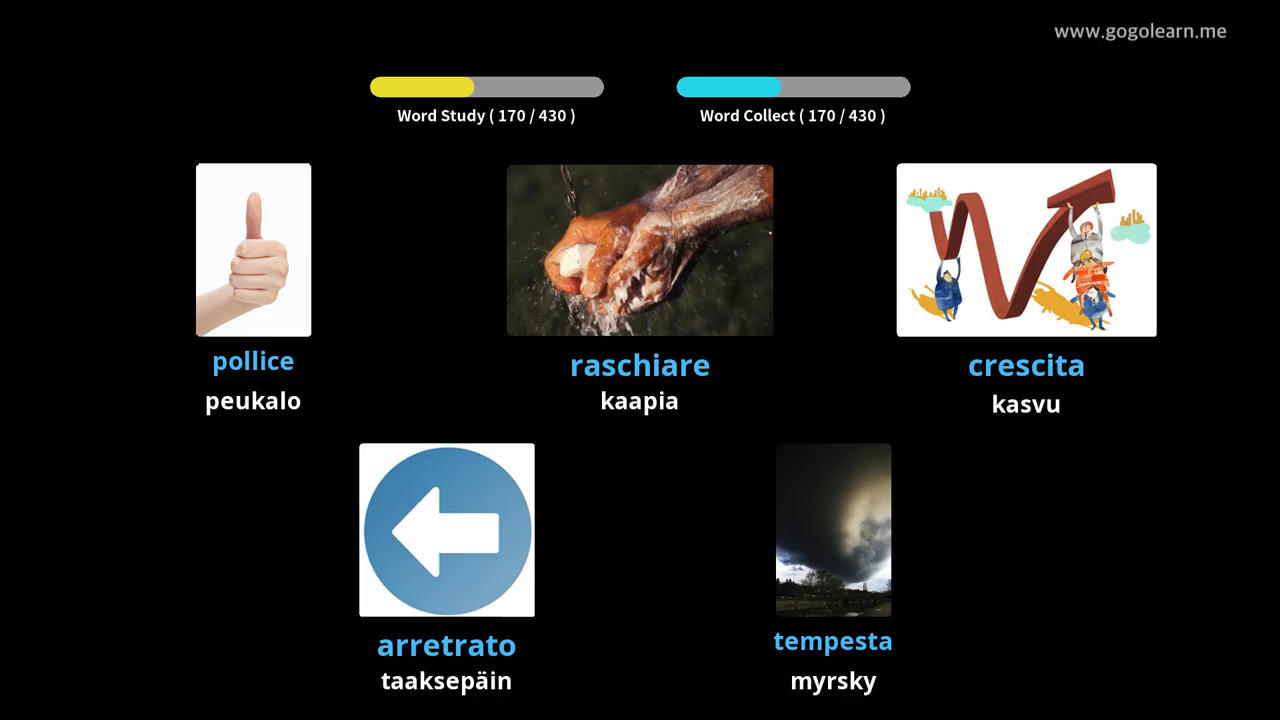 www.gogolearn.me
Word Study ( 170 / 430 )
Word Collect ( 170 / 430 )
pollice
peukalo
raschiare
kaapia
crescita
kasvu
arretrato
taaksepäin
tempesta
myrsky